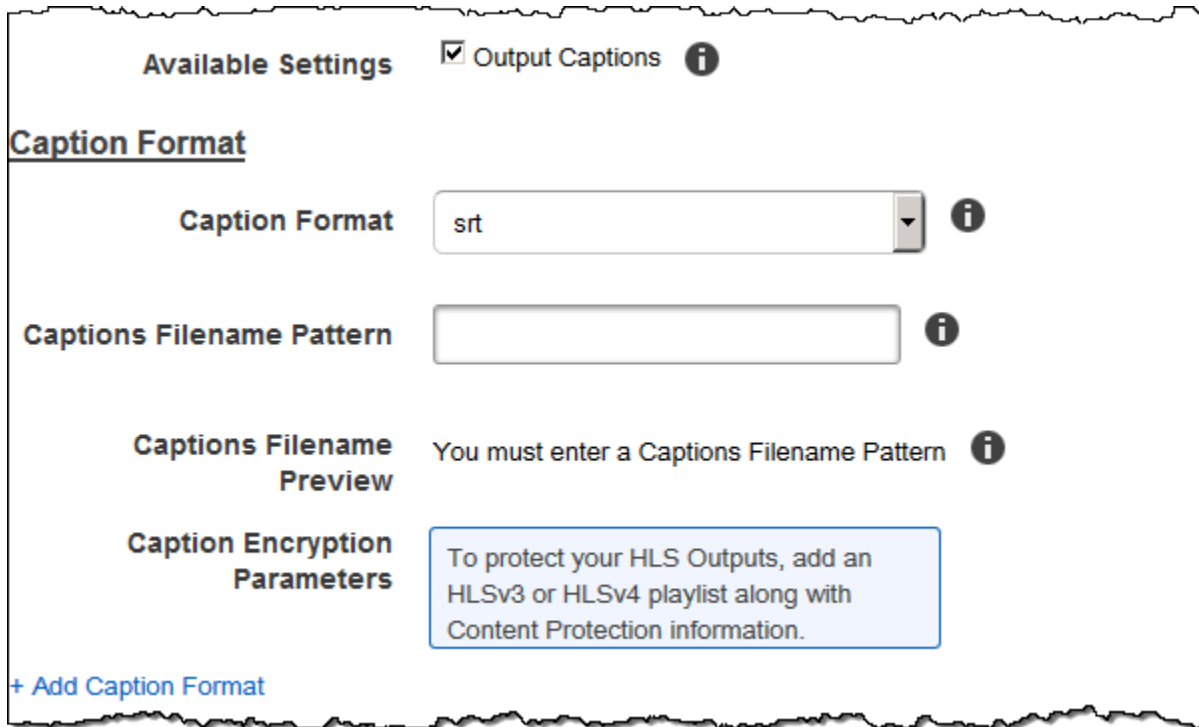 Available Settings
Output Captions
Caption Format
Caption Format
srt
Captions Filename Pattern
Captions Filename
Preview
You must enter a Captions Filename Pattern
Caption Encryption
Parameters
To protect your HLS Outputs, add an
HLSv3 or HLSv4 playlist along with
Content Protection information.
+ Add Caption Format